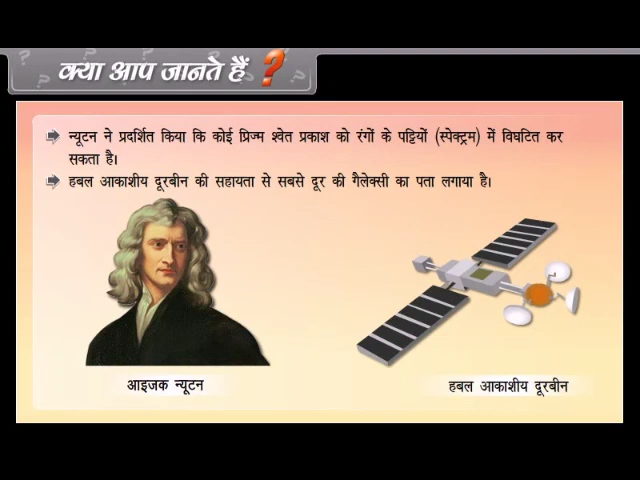 क्या आप जानते हैं ?
न्यूटन ने प्रदर्शित किया कि कोई प्रिज्म श्वेत प्रकाश को रंगों के पट्टियों (स्पेक्ट्रम) में विघटित कर
सकता है।
हबल आकाशीय दूरबीन की सहायता से सबसे दूर की गैलेक्सी का पता लगाया है।
आइजक न्यूटन
हबल आकाशीय दूरबीन